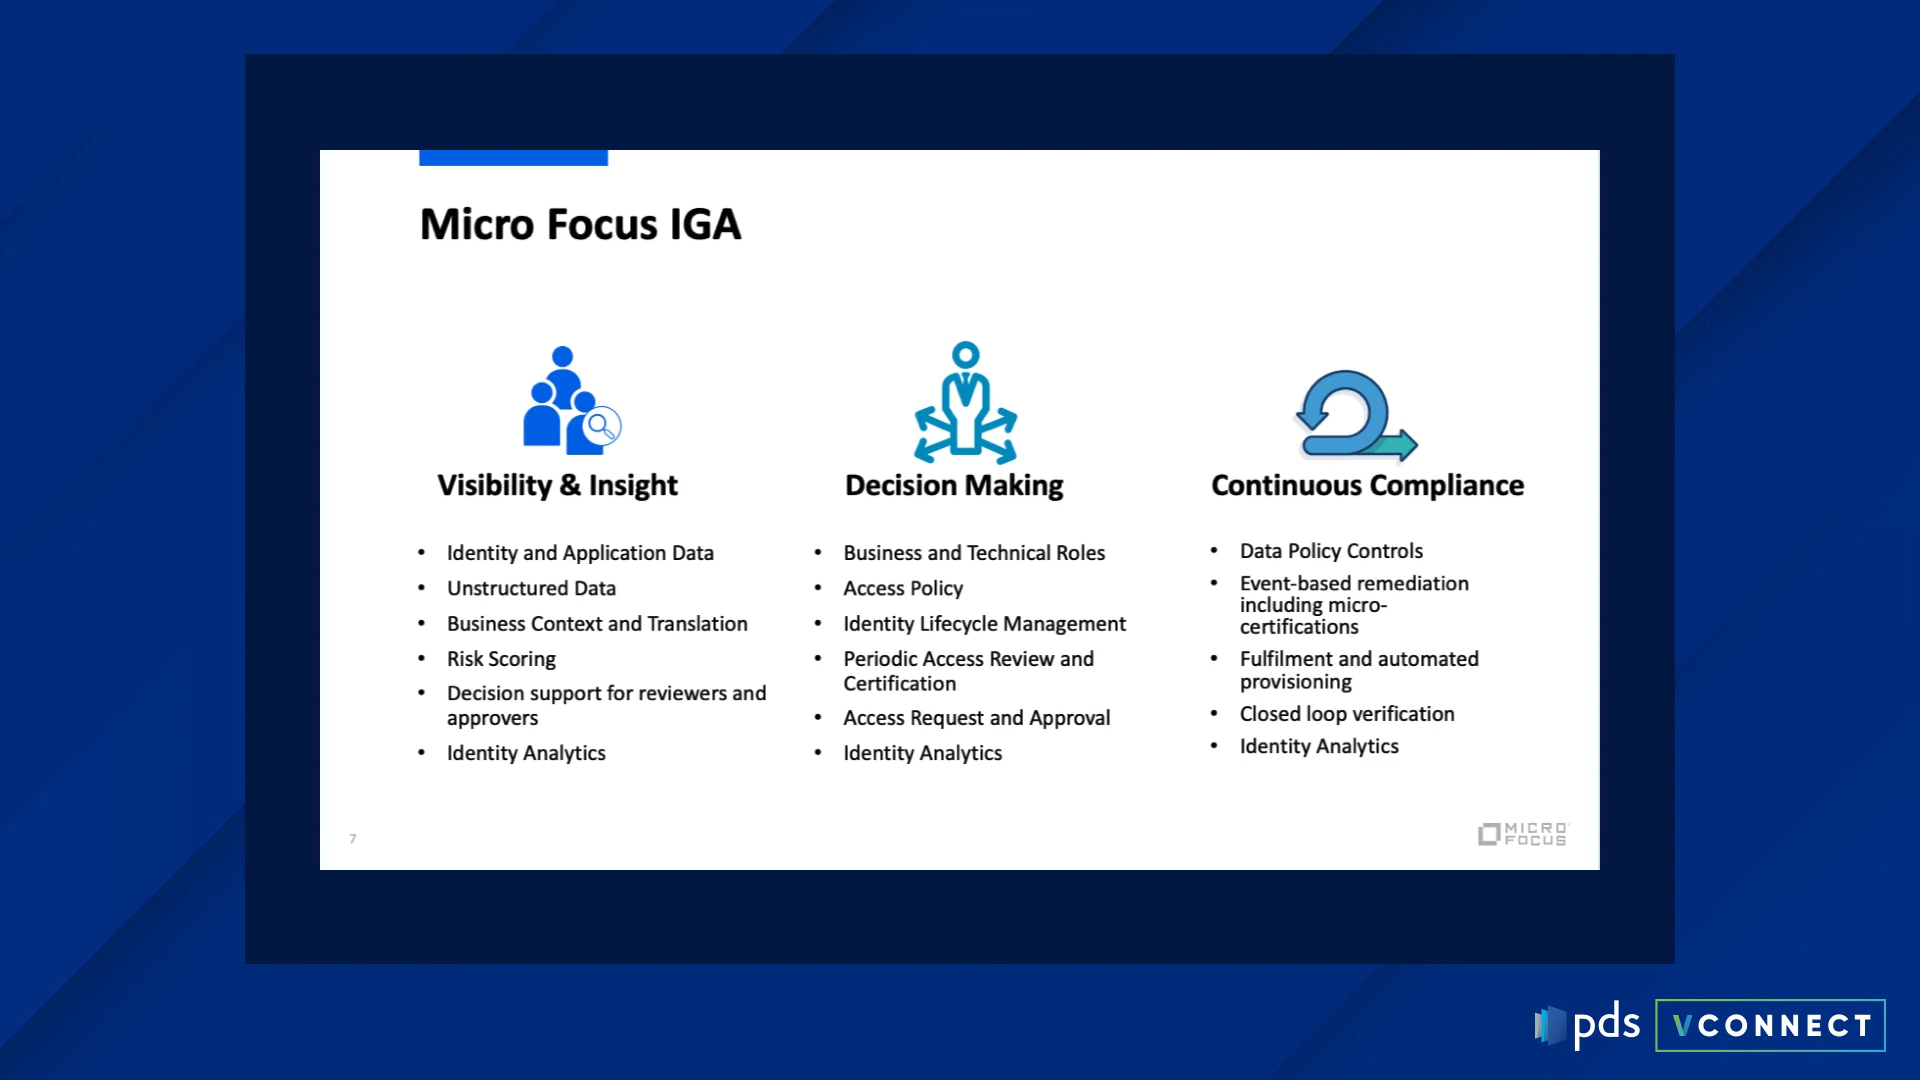 Micro Focus IGA
Visibility & Insight
• Identity and Application Data
• Unstructured Data
• Business Context and Translation
• Risk Scoring
• Decision support for reviewers and
approvers
• Identity Analytics
Decision Making
• Business and Technical Roles
• Access Policy
• Identity Lifecycle Management
• Periodic Access Review and
Certification
• Access Request and Approval
• Identity Analytics
Continuous Compliance
• Data Policy Controls
• Event-based remediation
including micro-
certifications
• Fulfilment and automated
provisioning
• Closed loop verification
• Identity Analytics
7
MICRO
FOCUS
pds VCONNECT